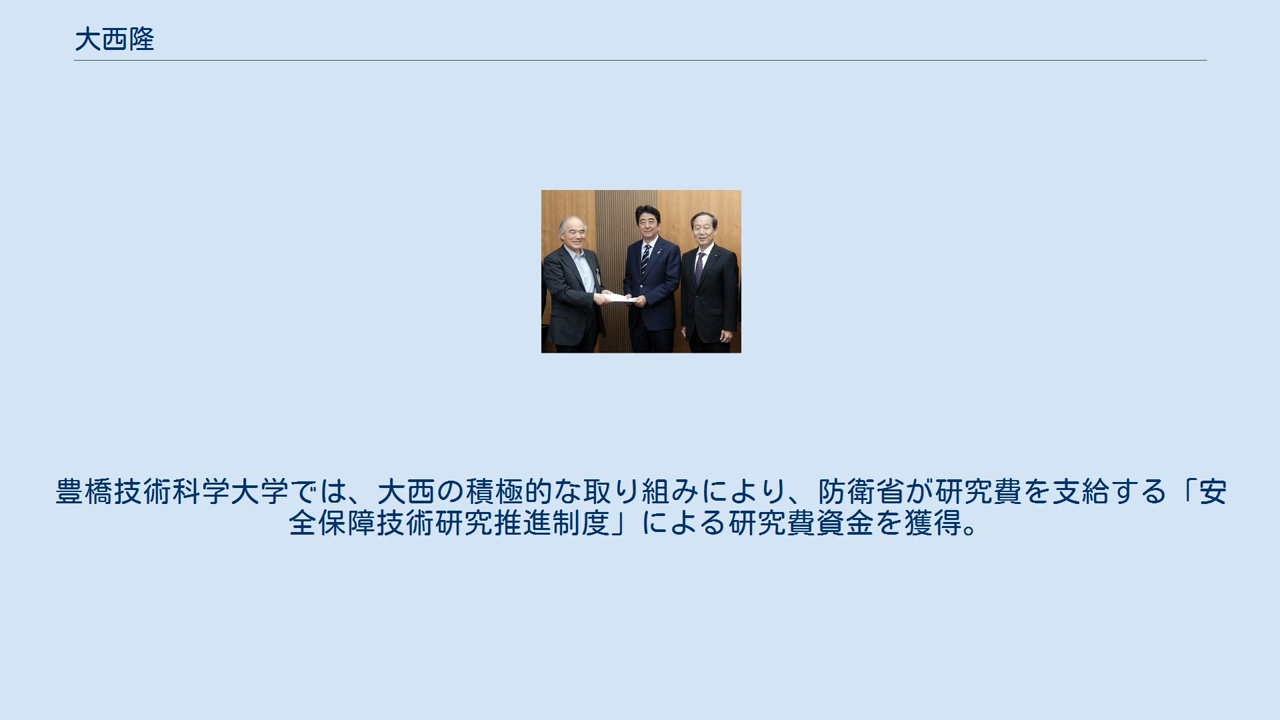 大西隆
豊橋技術科学大学では、大西の積極的な取り組みにより、防衛省が研究費を支給する「安
全保障技術研究推進制度」による研究費資金を獲得。